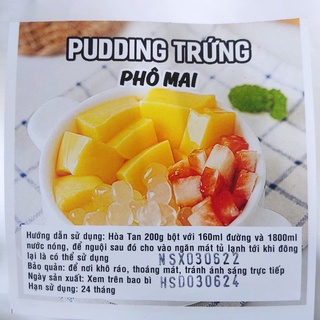 PUDDING TRỨNG
PHÔ MAI
Hướng dẫn sử dụng: Hòa Tan 200g bột với 160ml đường và 1800ml
nước nóng, để nguội sau đó cho vào ngăn mát tủ lạnh tới khi đông
lại là có thể sử dụng
NSX030622
Bảo quản: để nơi khô ráo, thoáng mát, tránh ánh sáng trực tiếp
Ngày sản xuất: Xem trên bao bì
HSD030624
Hạn sử dụng: 24 tháng